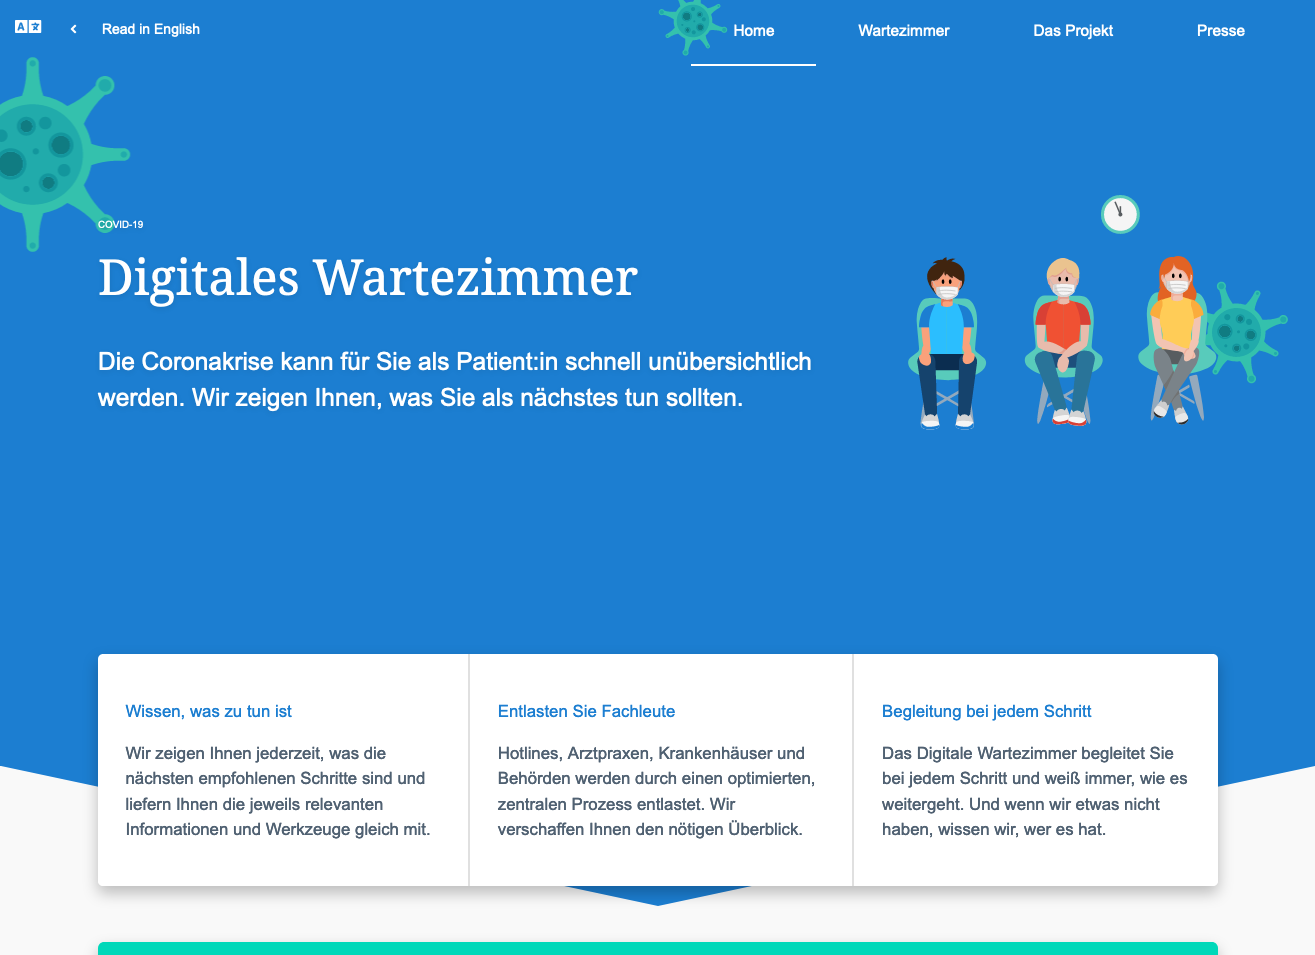 Read in English
Home
Wartezimmer
Das Projekt
Presse
COVID-19
Digitales Wartezimmer
Die Coronakrise kann für Sie als Patient:in schnell unübersichtlich
werden. Wir zeigen Ihnen, was Sie als nächstes tun sollten.
Wissen, was zu tun ist
Wir zeigen Ihnen jederzeit, was die
nächsten empfohlenen Schritte sind und
liefern Ihnen die jeweils relevanten
Informationen und Werkzeuge gleich mit.
Entlasten Sie Fachleute
Hotlines, Arztpraxen, Krankenhäuser und
Behörden werden durch einen optimierten,
zentralen Prozess entlastet. Wir
verschaffen Ihnen den nötigen Überblick.
Begleitung bei jedem Schritt
Das Digitale Wartezimmer begleitet Sie
bei jedem Schritt und weiß immer, wie es
weitergeht. Und wenn wir etwas nicht
haben, wissen wir, wer es hat.